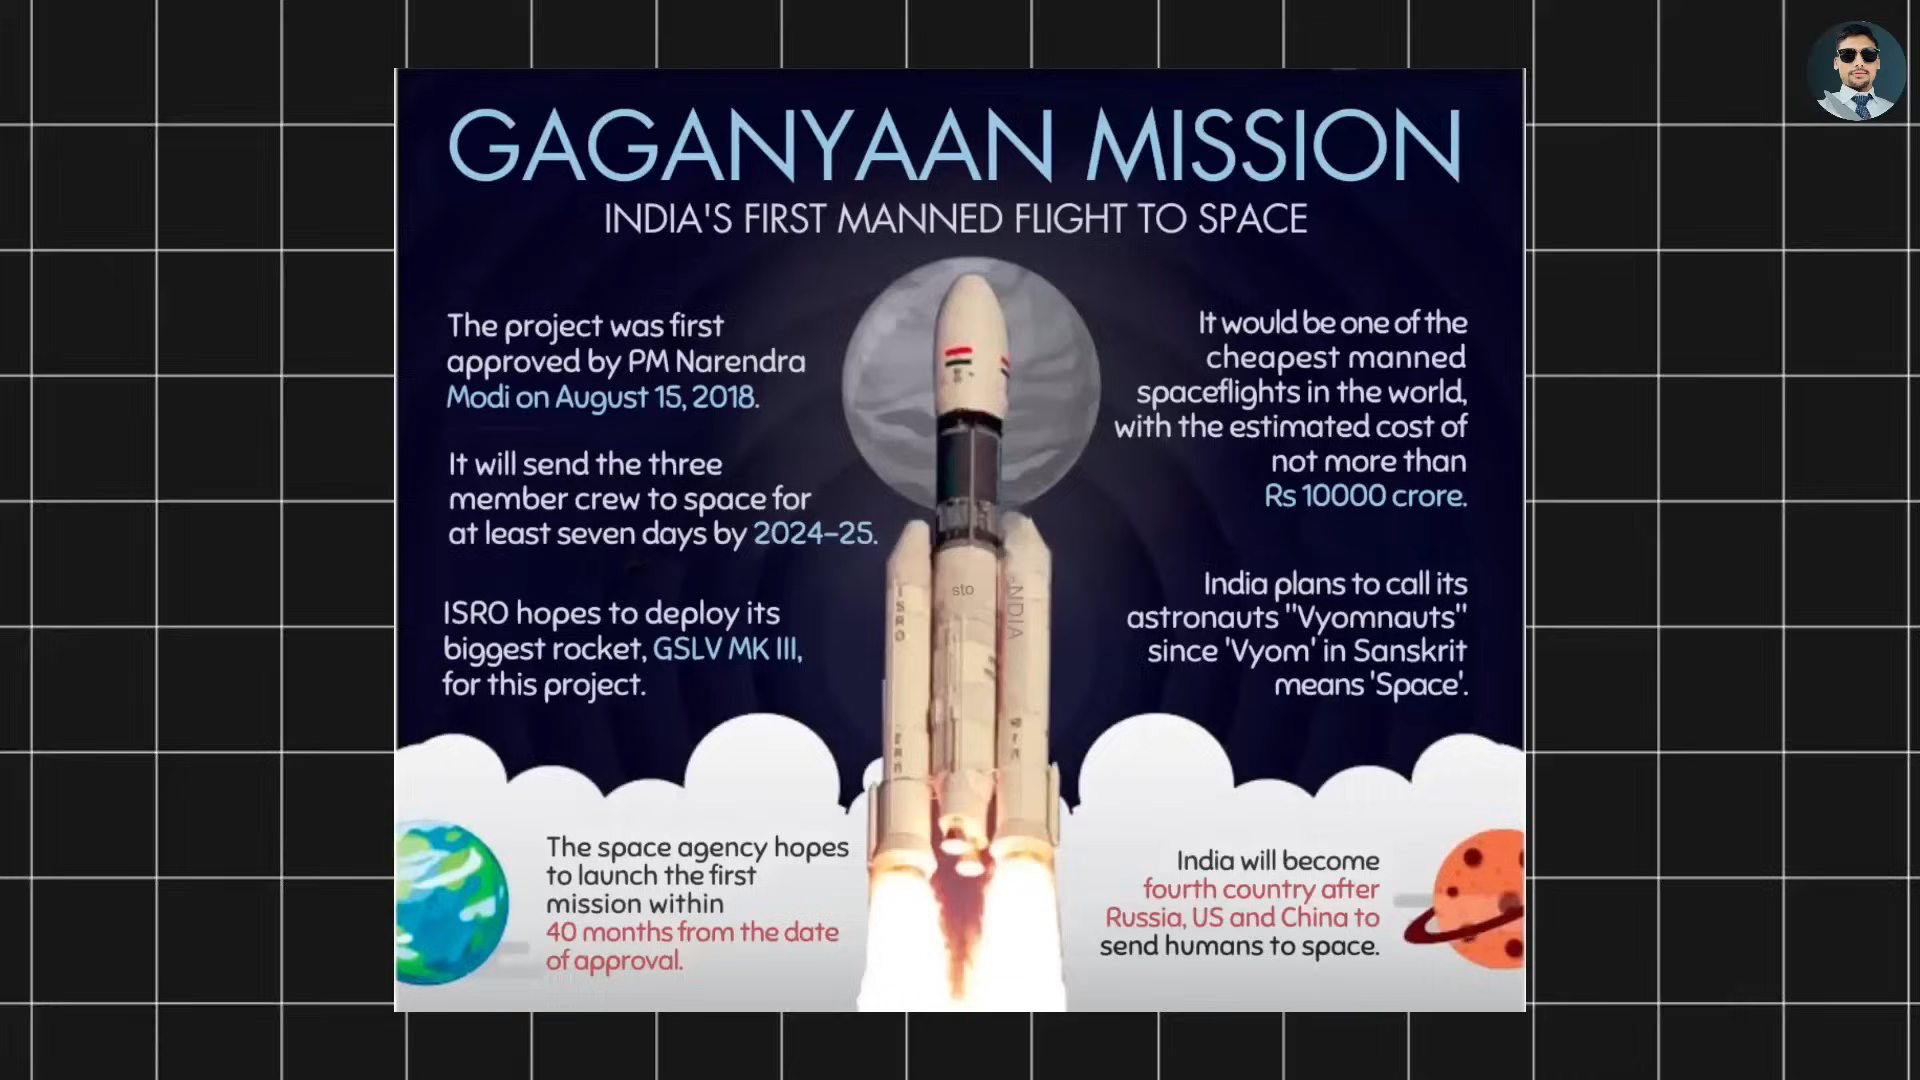 GAGANYAAN MISSION
INDIA'S FIRST MANNED FLIGHT TO SPACE
The project was first
approved by PM Narendra
Modi on August 15, 2018.
It will send the three
member crew to space for
at least seven days by 2024-25.
ISRO hopes to deploy its
biggest rocket, GSLV MK III,
for this project.
It would be one of the
cheapest manned
spaceflights in the world,
with the estimated cost of
not more than
Rs 10000 crore.
India plans to call its
astronauts "Vyomnauts"
since 'Vyom' in Sanskrit
means 'Space'.
sto
ISRO
INDIA
The space agency hopes
to launch the first
mission within
40 months from the date
of approval.
India will become
fourth country after
Russia, US and China to
send humans to space.